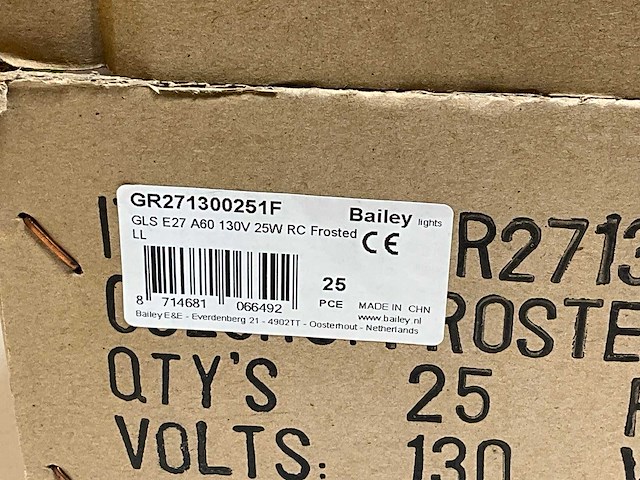 GR271300251F
Bailey lights
GLS E27 A60 130V 25W RC Frosted
LL
CE
25
PCE
8 714681 066492
MADE IN CHN
www.bailey.nl
Bailey E&E - Everdenberg 21 - 4902TT - Oosterhout - Netherlands
R2713
ROSTE
QTY'S 25
VOLTS: 130